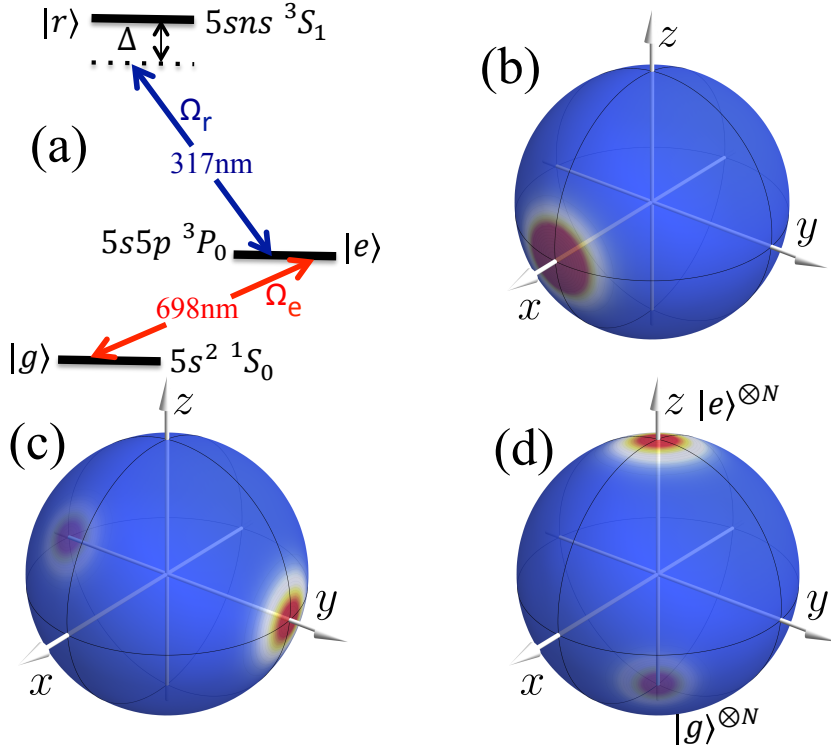 |r⟩ 5sns ³S₁
Δ
Ωᵣ
(a)
317nm
5s5p ³P₀ |e⟩
698nm
Ωₑ
|g⟩ 5s² ¹S₀
(b)
z
y
x
(c)
z
y
x
(d)
z |e⟩^⊗N
y
x
|g⟩^⊗N